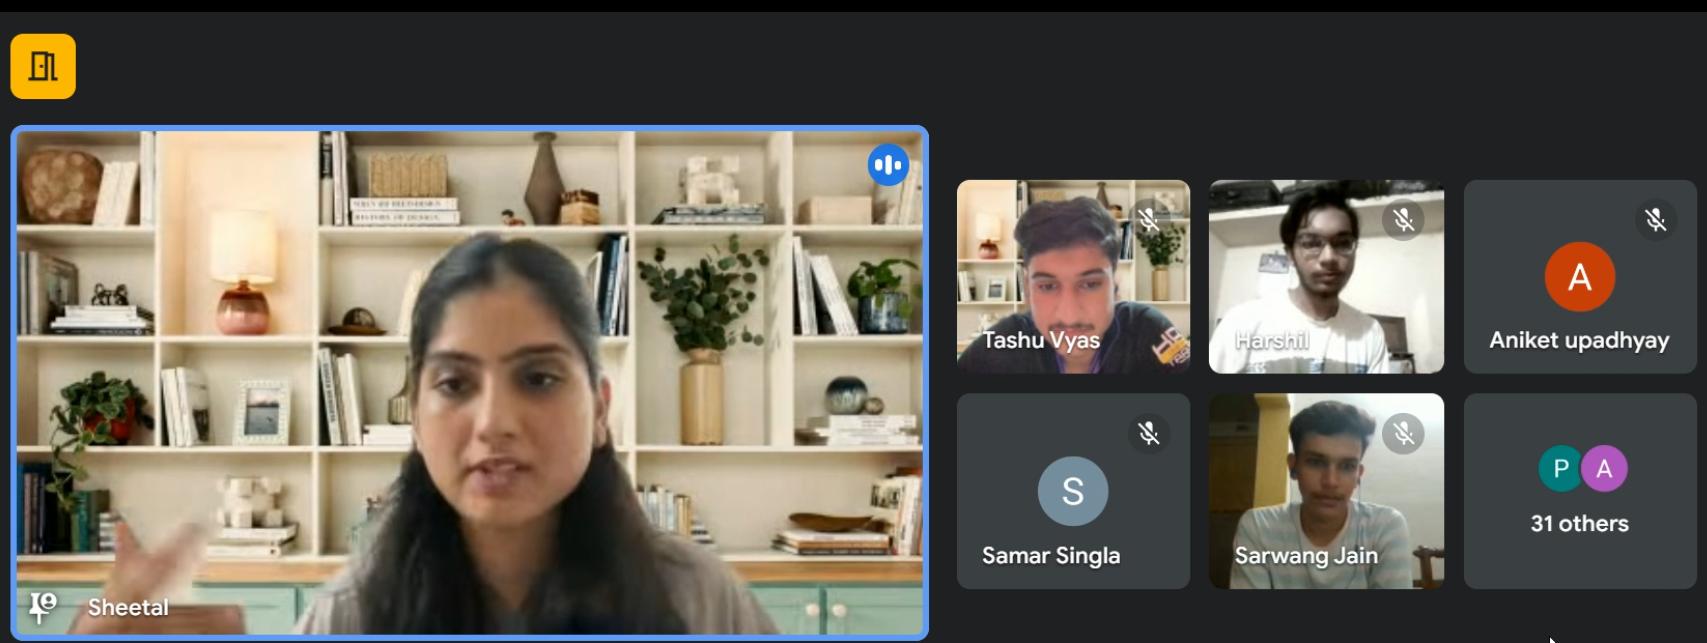 Sheetal
Tashu Vyas
Harshil
A
Aniket upadhyay
S
Samar Singla
Sarwang Jain
P A
31 others